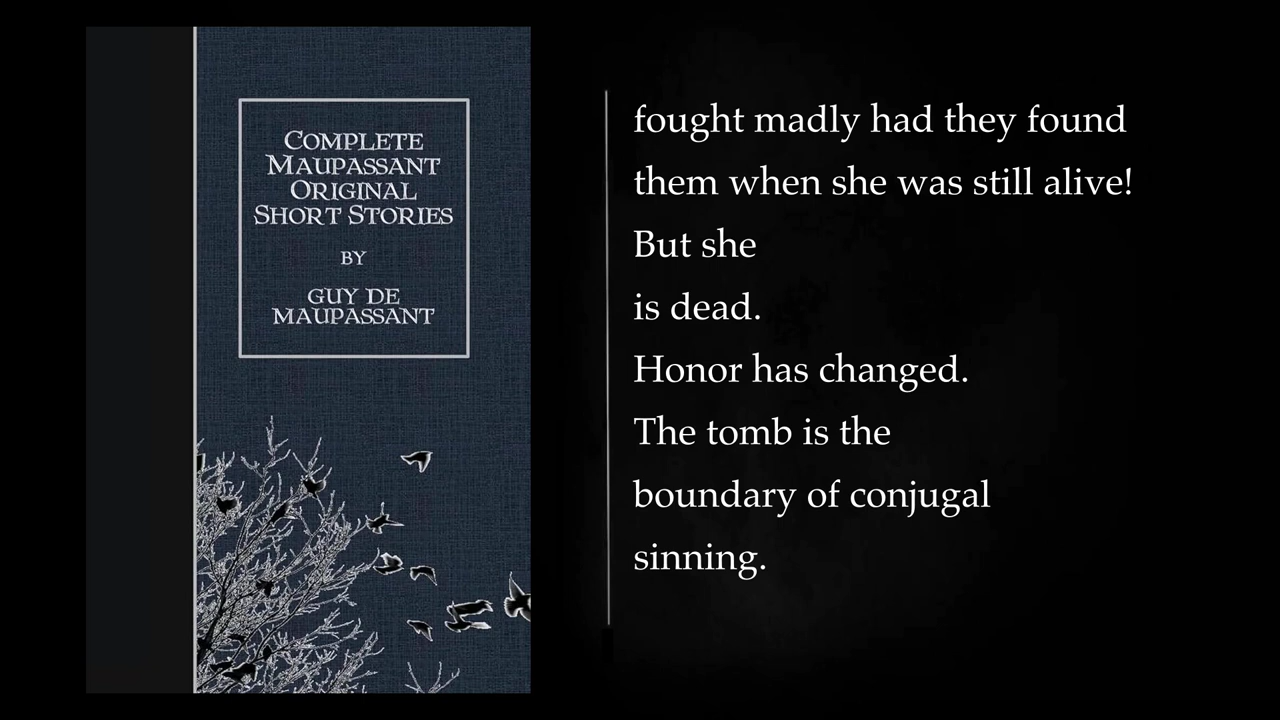 COMPLETE
MAUPASSANT
ORIGINAL
SHORT STORIES
BY
GUY DE
MAUPASSANT
fought madly had they found
them when she was still alive!
But she
is dead.
Honor has changed.
The tomb is the
boundary of conjugal
sinning.